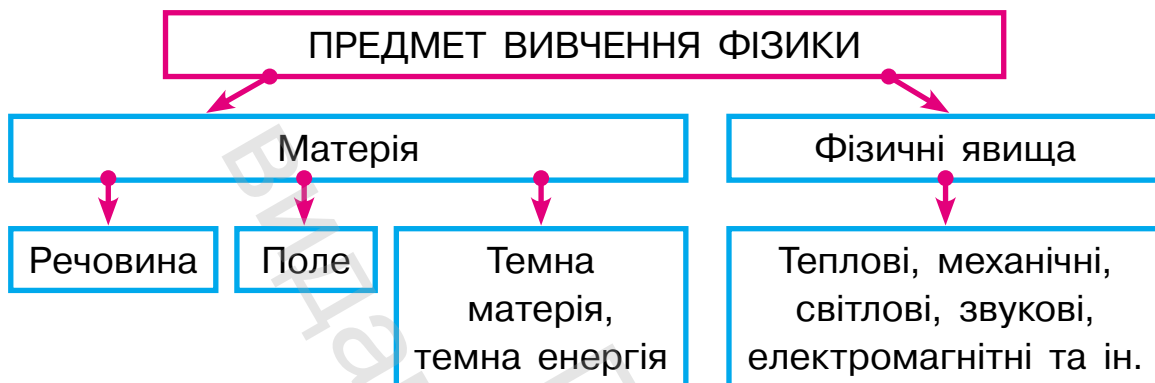 ПРЕДМЕТ ВИВЧЕННЯ ФІЗИКИ
Матерія
Фізичні явища
Речовина
Поле
Темна
матерія,
темна енергія
Теплові, механічні,
світлові, звукові,
електромагнітні та ін.